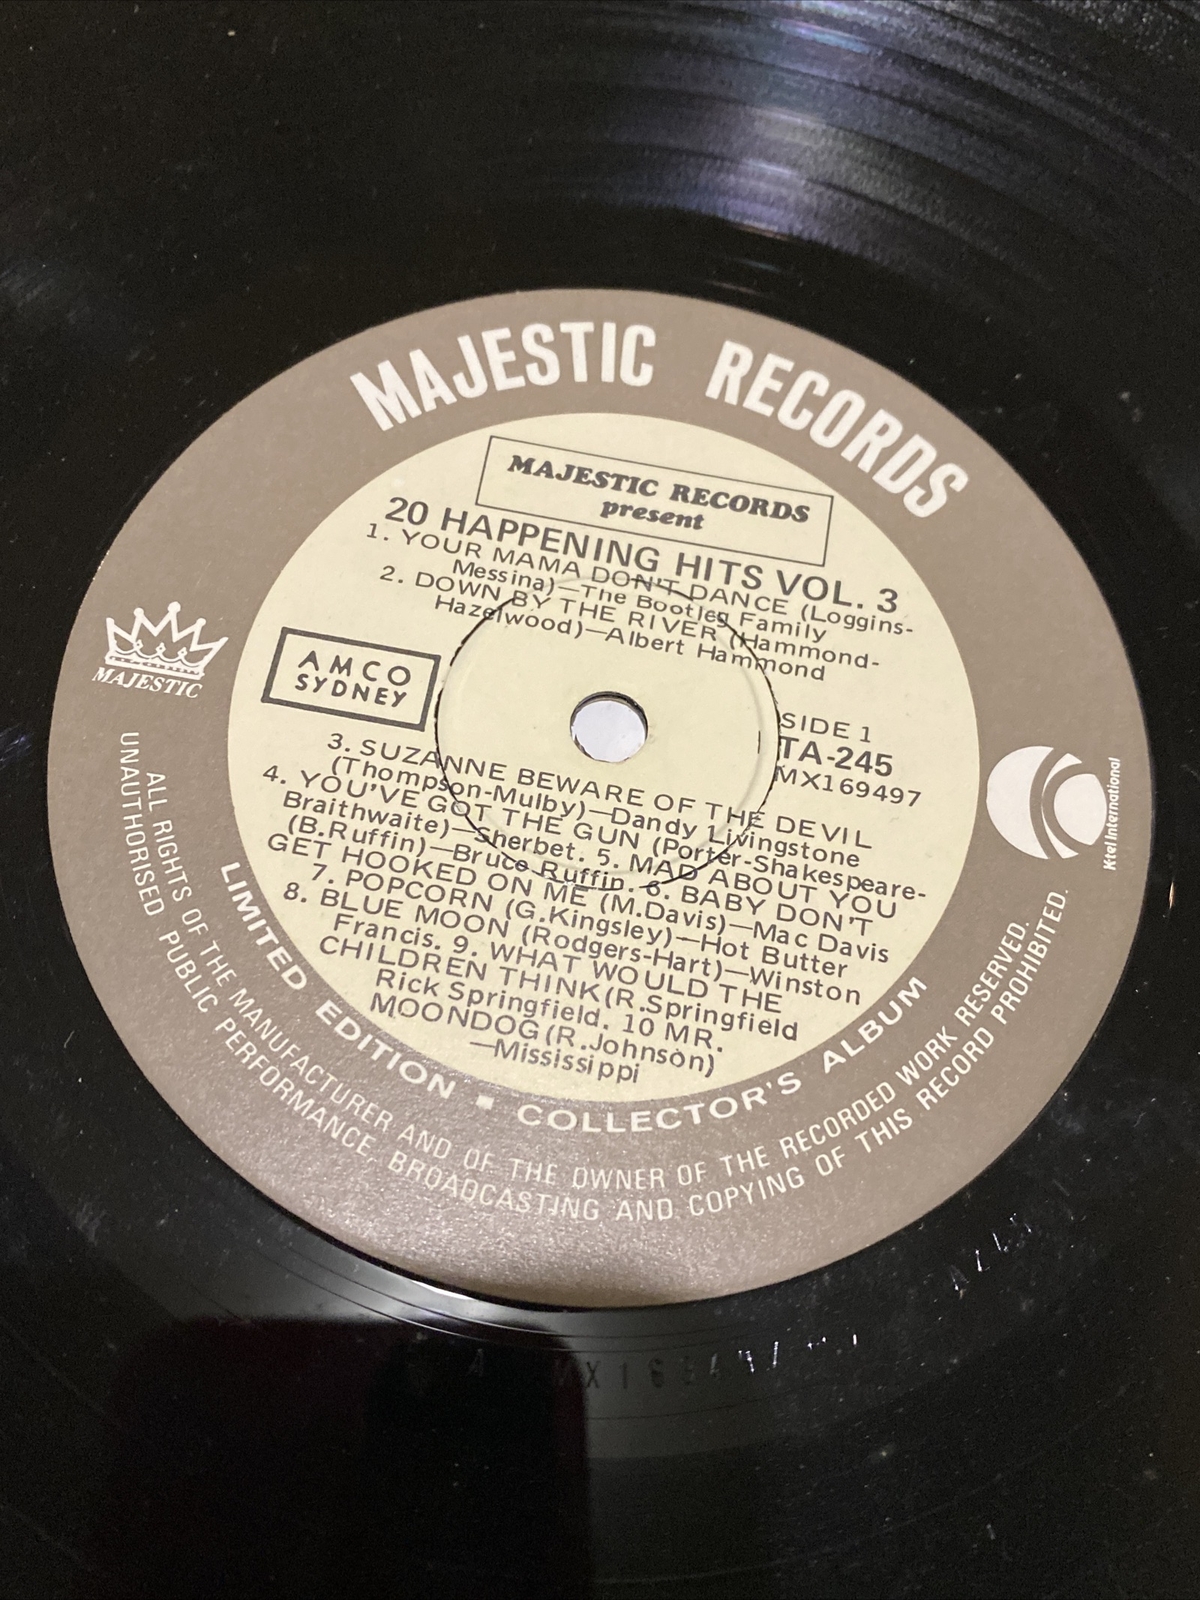 MAJESTIC RECORDS
MAJESTIC RECORDS
present
20 HAPPENING HITS VOL. 3
1. YOUR MAMA DON'T DANCE (Loggins-
Messina)—The Bootleg Family
2. DOWN BY THE RIVER (Hammond-
Hazelwood)—Albert Hammond
AMCO
SYDNEY
SIDE 1
TA-245
MX169497
3. SUZANNE BEWARE OF THE DEVIL
(Thompson-Mulby)—Dandy Livingstone
4. YOU'VE GOT THE GUN (Porter-Shakespeare-
Braithwaite)—Sherbet. 5. MAD ABOUT YOU
(B.Ruffin)—Bruce Ruffin. 6. BABY DON'T
GET HOOKED ON ME (M.Davis)—Mac Davis
7. POPCORN (G.Kingsley)—Hot Butter
8. BLUE MOON (Rodgers-Hart)—Winston
Francis. 9. WHAT WOULD THE
CHILDREN THINK(R.Springfield
Rick Springfield. 10 MR.
MOONDOG (R.Johnson)
—Mississippi
MAJESTIC
Ktel International
LIMITED EDITION ▪ COLLECTOR'S ALBUM
ALL RIGHTS OF THE MANUFACTURER AND OF THE OWNER OF THE RECORDED WORK RESERVED.
UNAUTHORISED PUBLIC PERFORMANCE, BROADCASTING AND COPYING OF THIS RECORD PROHIBITED.